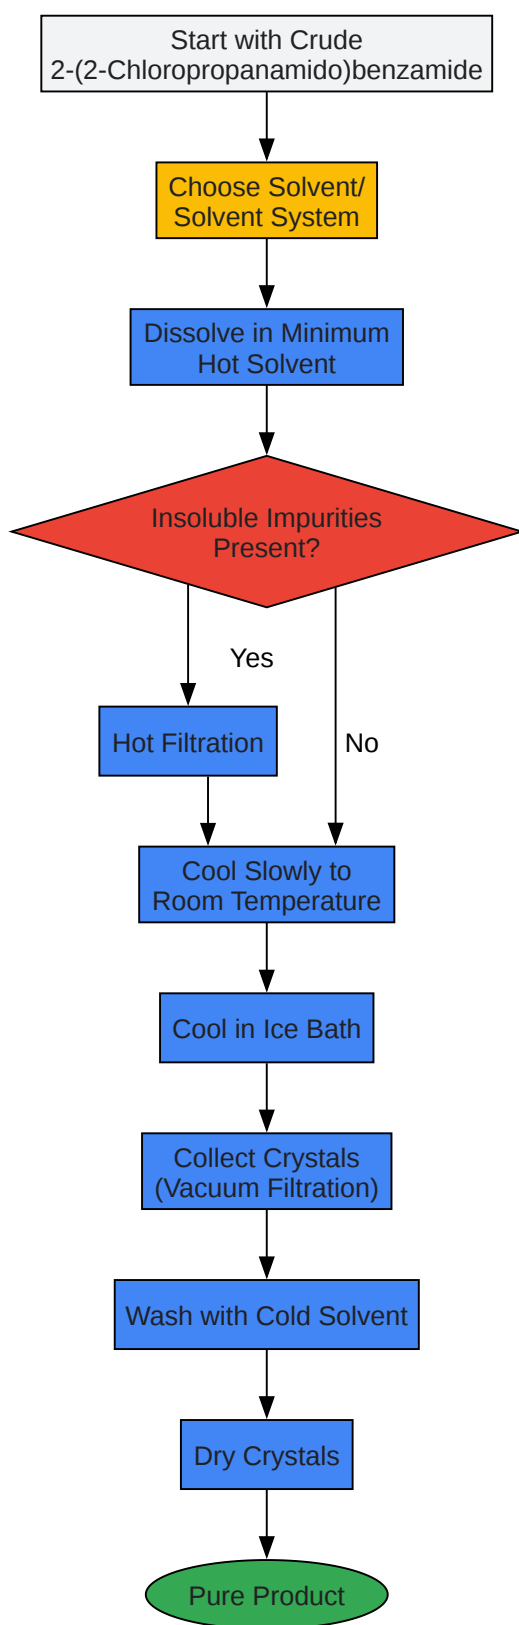 Start with Crude
2-(2-Chloropropanamido)benzamide
Choose Solvent/
Solvent System
Dissolve in Minimum
Hot Solvent
Insoluble Impurities
Present?
Yes
Hot Filtration
No
Cool Slowly to
Room Temperature
Cool in Ice Bath
Collect Crystals
(Vacuum Filtration)
Wash with Cold Solvent
Dry Crystals
Pure Product